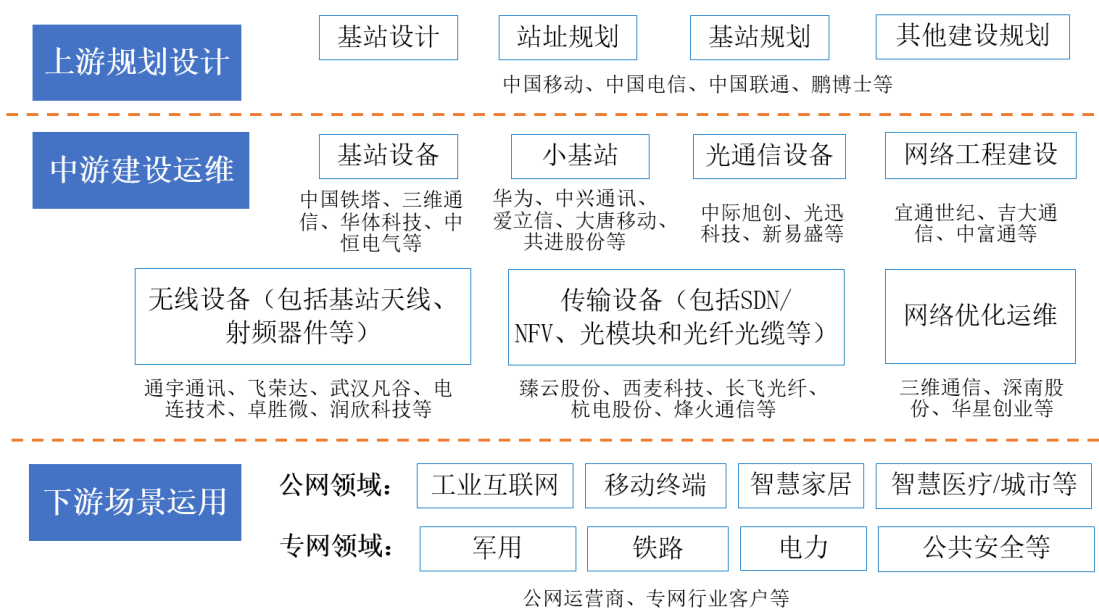 上游规划设计
基站设计
站址规划
基站规划
其他建设规划
中国移动、中国电信、中国联通、鹏博士等
中游建设运维
基站设备
小基站
光通信设备
网络工程建设
中国铁塔、三维通
信、华体科技、中
恒电气等
华为、中兴通讯、
爱立信、大唐移动、
共进股份等
中际旭创、光迅
科技、新易盛等
宜通世纪、吉大通
信、中富通等
无线设备（包括基站天线、
射频器件等）
传输设备（包括SDN/
NFV、光模块和光纤光缆等）
网络优化运维
通宇通讯、飞荣达、武汉凡谷、电
连技术、卓胜微、润欣科技等
臻云股份、西麦科技、长飞光纤、
杭电股份、烽火通信等
三维通信、深南股
份、华星创业等
下游场景运用
公网领域：
工业互联网
移动终端
智慧家居
智慧医疗/城市等
专网领域：
军用
铁路
电力
公共安全等
公网运营商、专网行业客户等